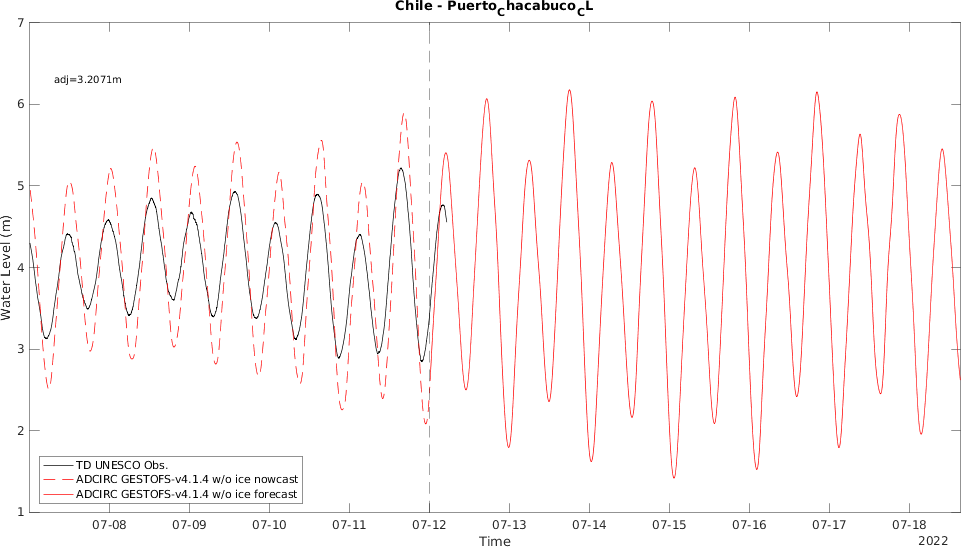 Chile - Puerto_Chacabuco_CL
adj=3.2071m
Water Level (m)
7
6
5
4
3
2
1
TD UNESCO Obs.
ADCIRC GESTOFS-v4.1.4 w/o ice nowcast
ADCIRC GESTOFS-v4.1.4 w/o ice forecast
07-08 07-09 07-10 07-11 07-12 07-13 07-14 07-15 07-16 07-17 07-18
Time
2022